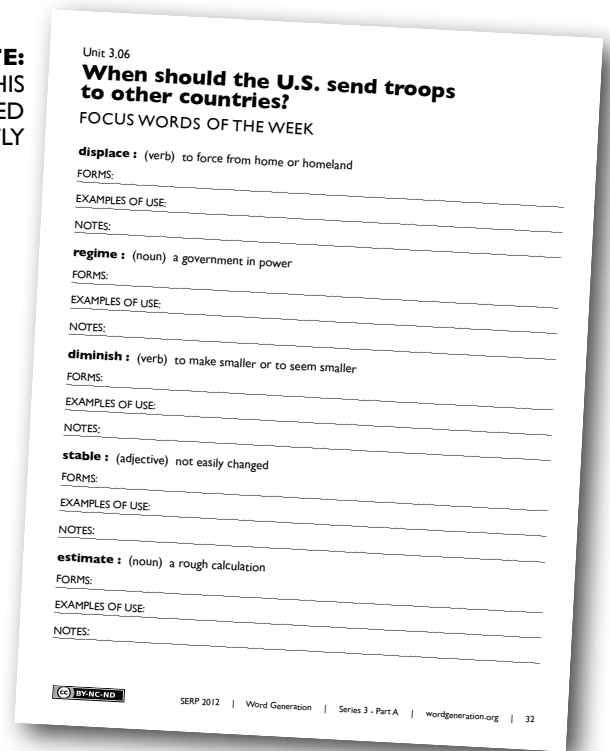 TE:
HIS
ED
TLY
Unit 3.06
When should the U.S. send troops
to other countries?
FOCUS WORDS OF THE WEEK
displace : (verb) to force from home or homeland
FORMS:
EXAMPLES OF USE:
NOTES:
regime : (noun) a government in power
FORMS:
EXAMPLES OF USE:
NOTES:
diminish : (verb) to make smaller or to seem smaller
FORMS:
EXAMPLES OF USE:
NOTES:
stable : (adjective) not easily changed
FORMS:
EXAMPLES OF USE:
NOTES:
estimate : (noun) a rough calculation
FORMS:
EXAMPLES OF USE:
NOTES:
cc BY-NC-ND
SERP 2012 | Word Generation | Series 3 - Part A | wordgeneration.org | 32